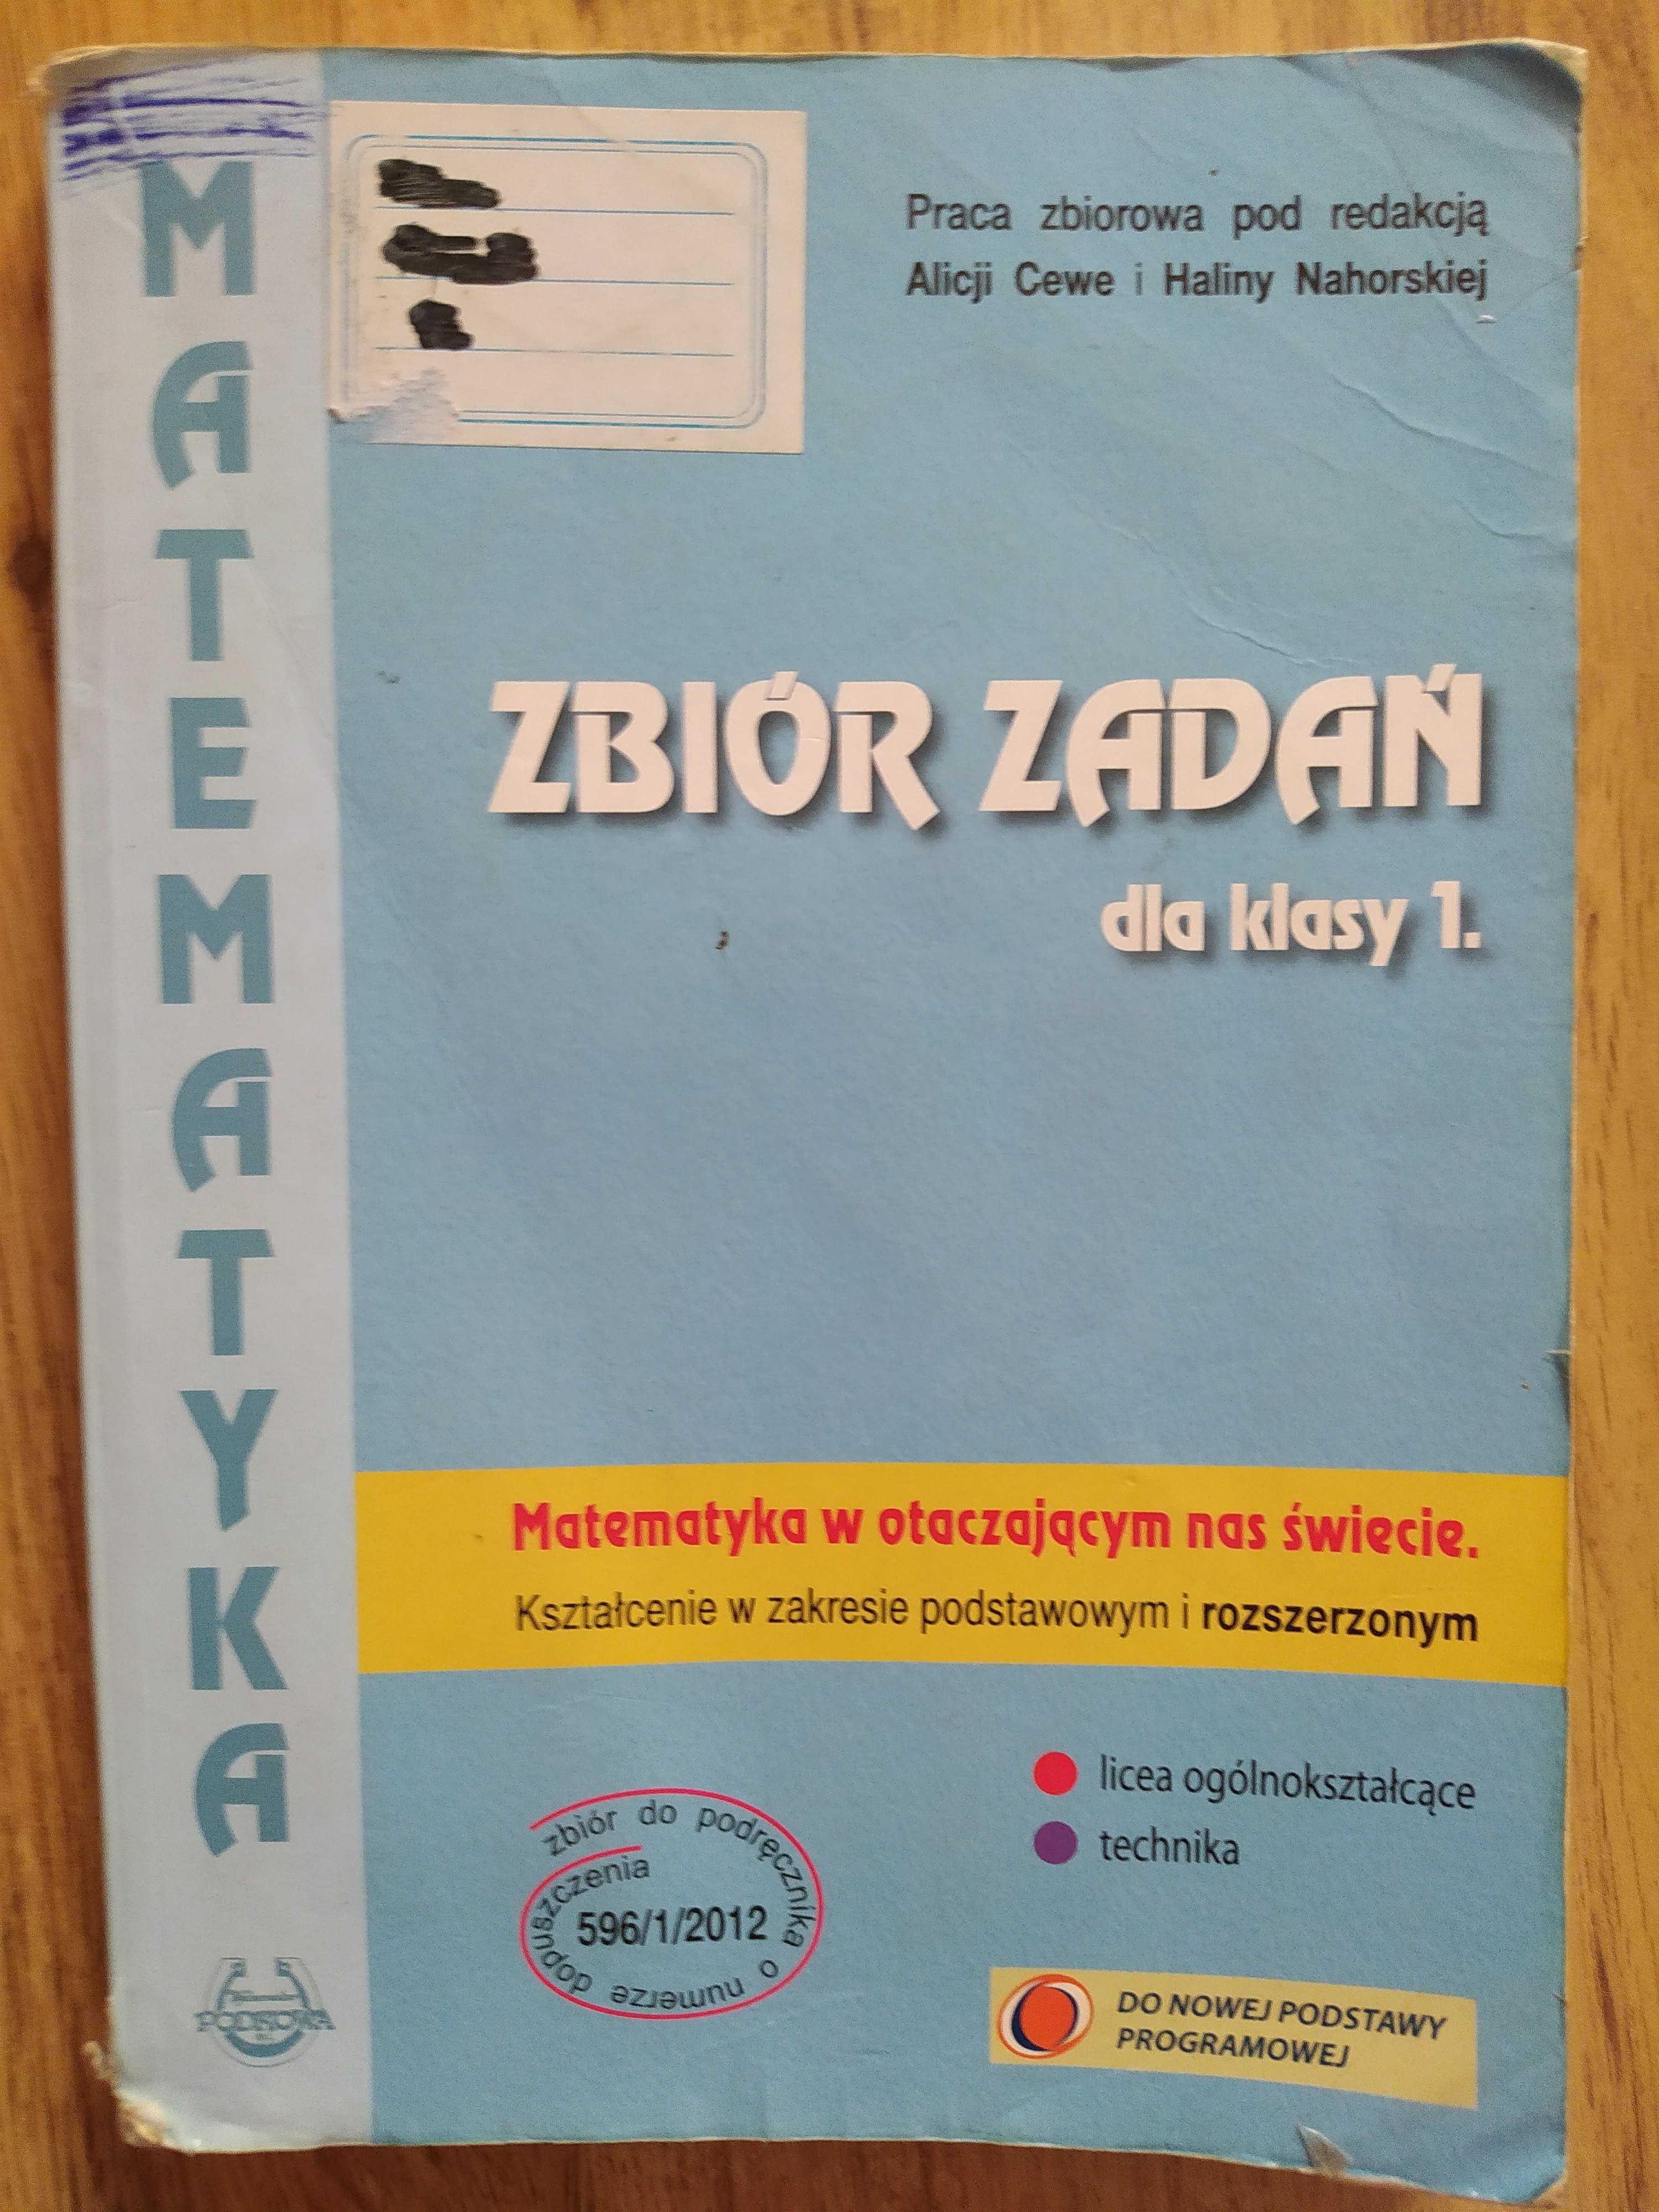 MATEMATYKA
Praca zbiorowa pod redakcją
Alicji Cewe i Haliny Nahorskiej
ZBIÓR ZADAŃ
dla klasy 1.
Matematyka w otaczającym nas świecie.
Kształcenie w zakresie podstawowym i rozszerzonym
licea ogólnokształcące
technika
zbiór do podręcznika o numerze dopuszczenia
596/1/2012
DO NOWEJ PODSTAWY
PROGRAMOWEJ
PODKOWA